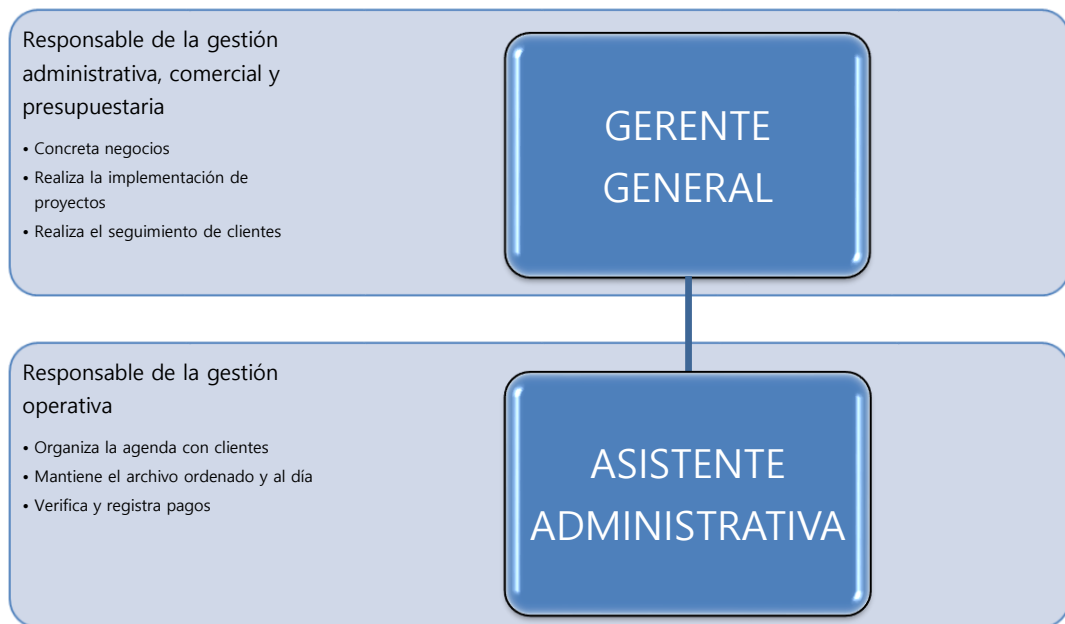 Responsable de la gestión
administrativa, comercial y
presupuestaria
• Concreta negocios
• Realiza la implementación de
proyectos
• Realiza el seguimiento de clientes
GERENTE
GENERAL
Responsable de la gestión
operativa
• Organiza la agenda con clientes
• Mantiene el archivo ordenado y al día
• Verifica y registra pagos
ASISTENTE
ADMINISTRATIVA